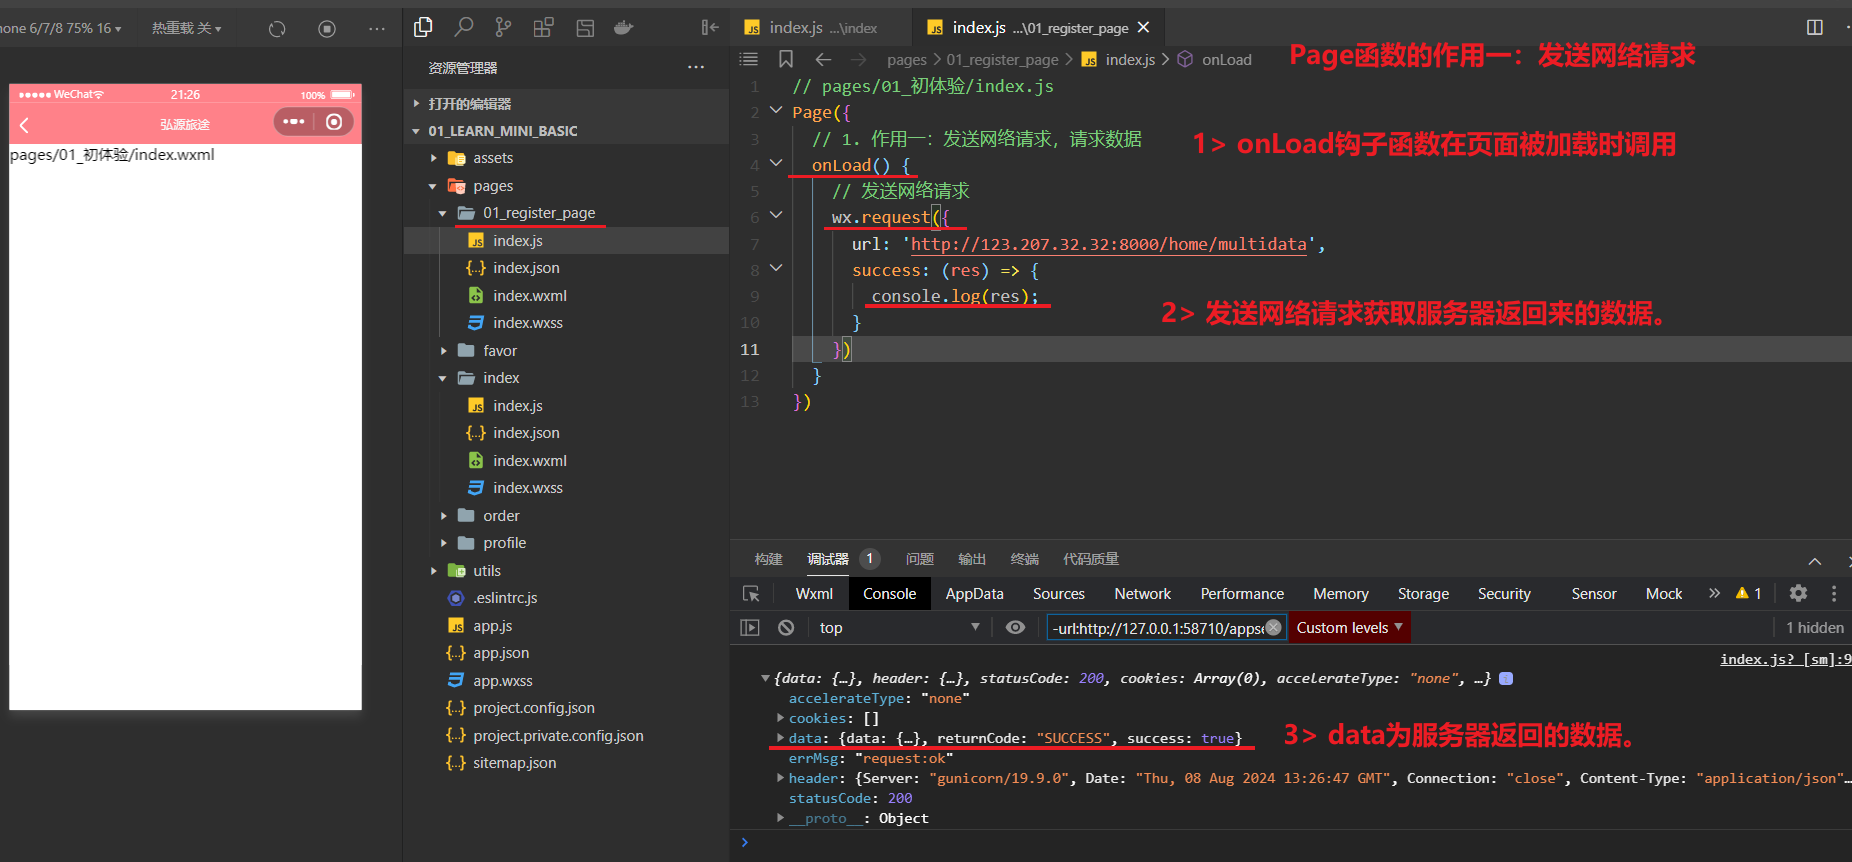 one 6/7/8 75% 16
热重载 关
WeChat
21:26
100%
弘源旅途
pages/01_初体验/index.wxml
资源管理器
打开的编辑器
01_LEARN_MINI_BASIC
assets
pages
01_register_page
index.js
index.json
index.wxml
index.wxss
favor
index
index.js
index.json
index.wxml
index.wxss
order
profile
utils
.eslintrc.js
app.js
app.json
app.wxss
project.config.json
project.private.config.json
sitemap.json
index.js ...\index
index.js ...\01_register_page
pages > 01_register_page > index.js > onLoad
Page函数的作用一：发送网络请求
1 // pages/01_初体验/index.js
2 Page({
3 // 1. 作用一：发送网络请求，请求数据
4 onLoad() {
5 // 发送网络请求
6 wx.request({
7 url: 'http://123.207.32.32:8000/home/multidata',
8 success: (res) => {
9 console.log(res);
10 }
11 })
12 }
13 })
1> onLoad钩子函数在页面被加载时调用
2> 发送网络请求获取服务器返回来的数据。
构建 调试器 1 问题 输出 终端 代码质量
Wxml Console AppData Sources Network Performance Memory Storage Security Sensor Mock » 1
top -url:http://127.0.0.1:58710/appse Custom levels 1 hidden
index.js? [sm]:9
{data: {…}, header: {…}, statusCode: 200, cookies: Array(0), accelerateType: "none", …}
accelerateType: "none"
cookies: []
data: {data: {…}, returnCode: "SUCCESS", success: true}
3> data为服务器返回的数据。
errMsg: "request:ok"
header: {Server: "gunicorn/19.9.0", Date: "Thu, 08 Aug 2024 13:26:47 GMT", Connection: "close", Content-Type: "application/json"…
statusCode: 200
__proto__: Object